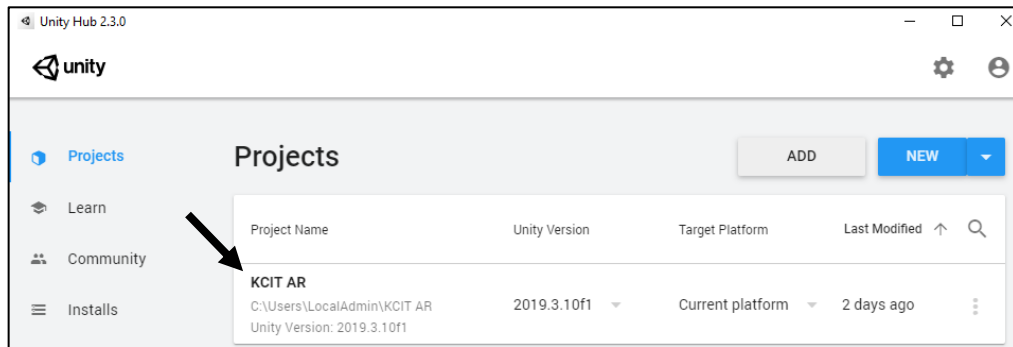 Unity Hub 2.3.0
unity
Projects
Learn
Community
Installs
Projects
ADD
NEW
Project Name
Unity Version
Target Platform
Last Modified
KCIT AR
C:\Users\LocalAdmin\KCIT AR
Unity Version: 2019.3.10f1
2019.3.10f1
Current platform
2 days ago